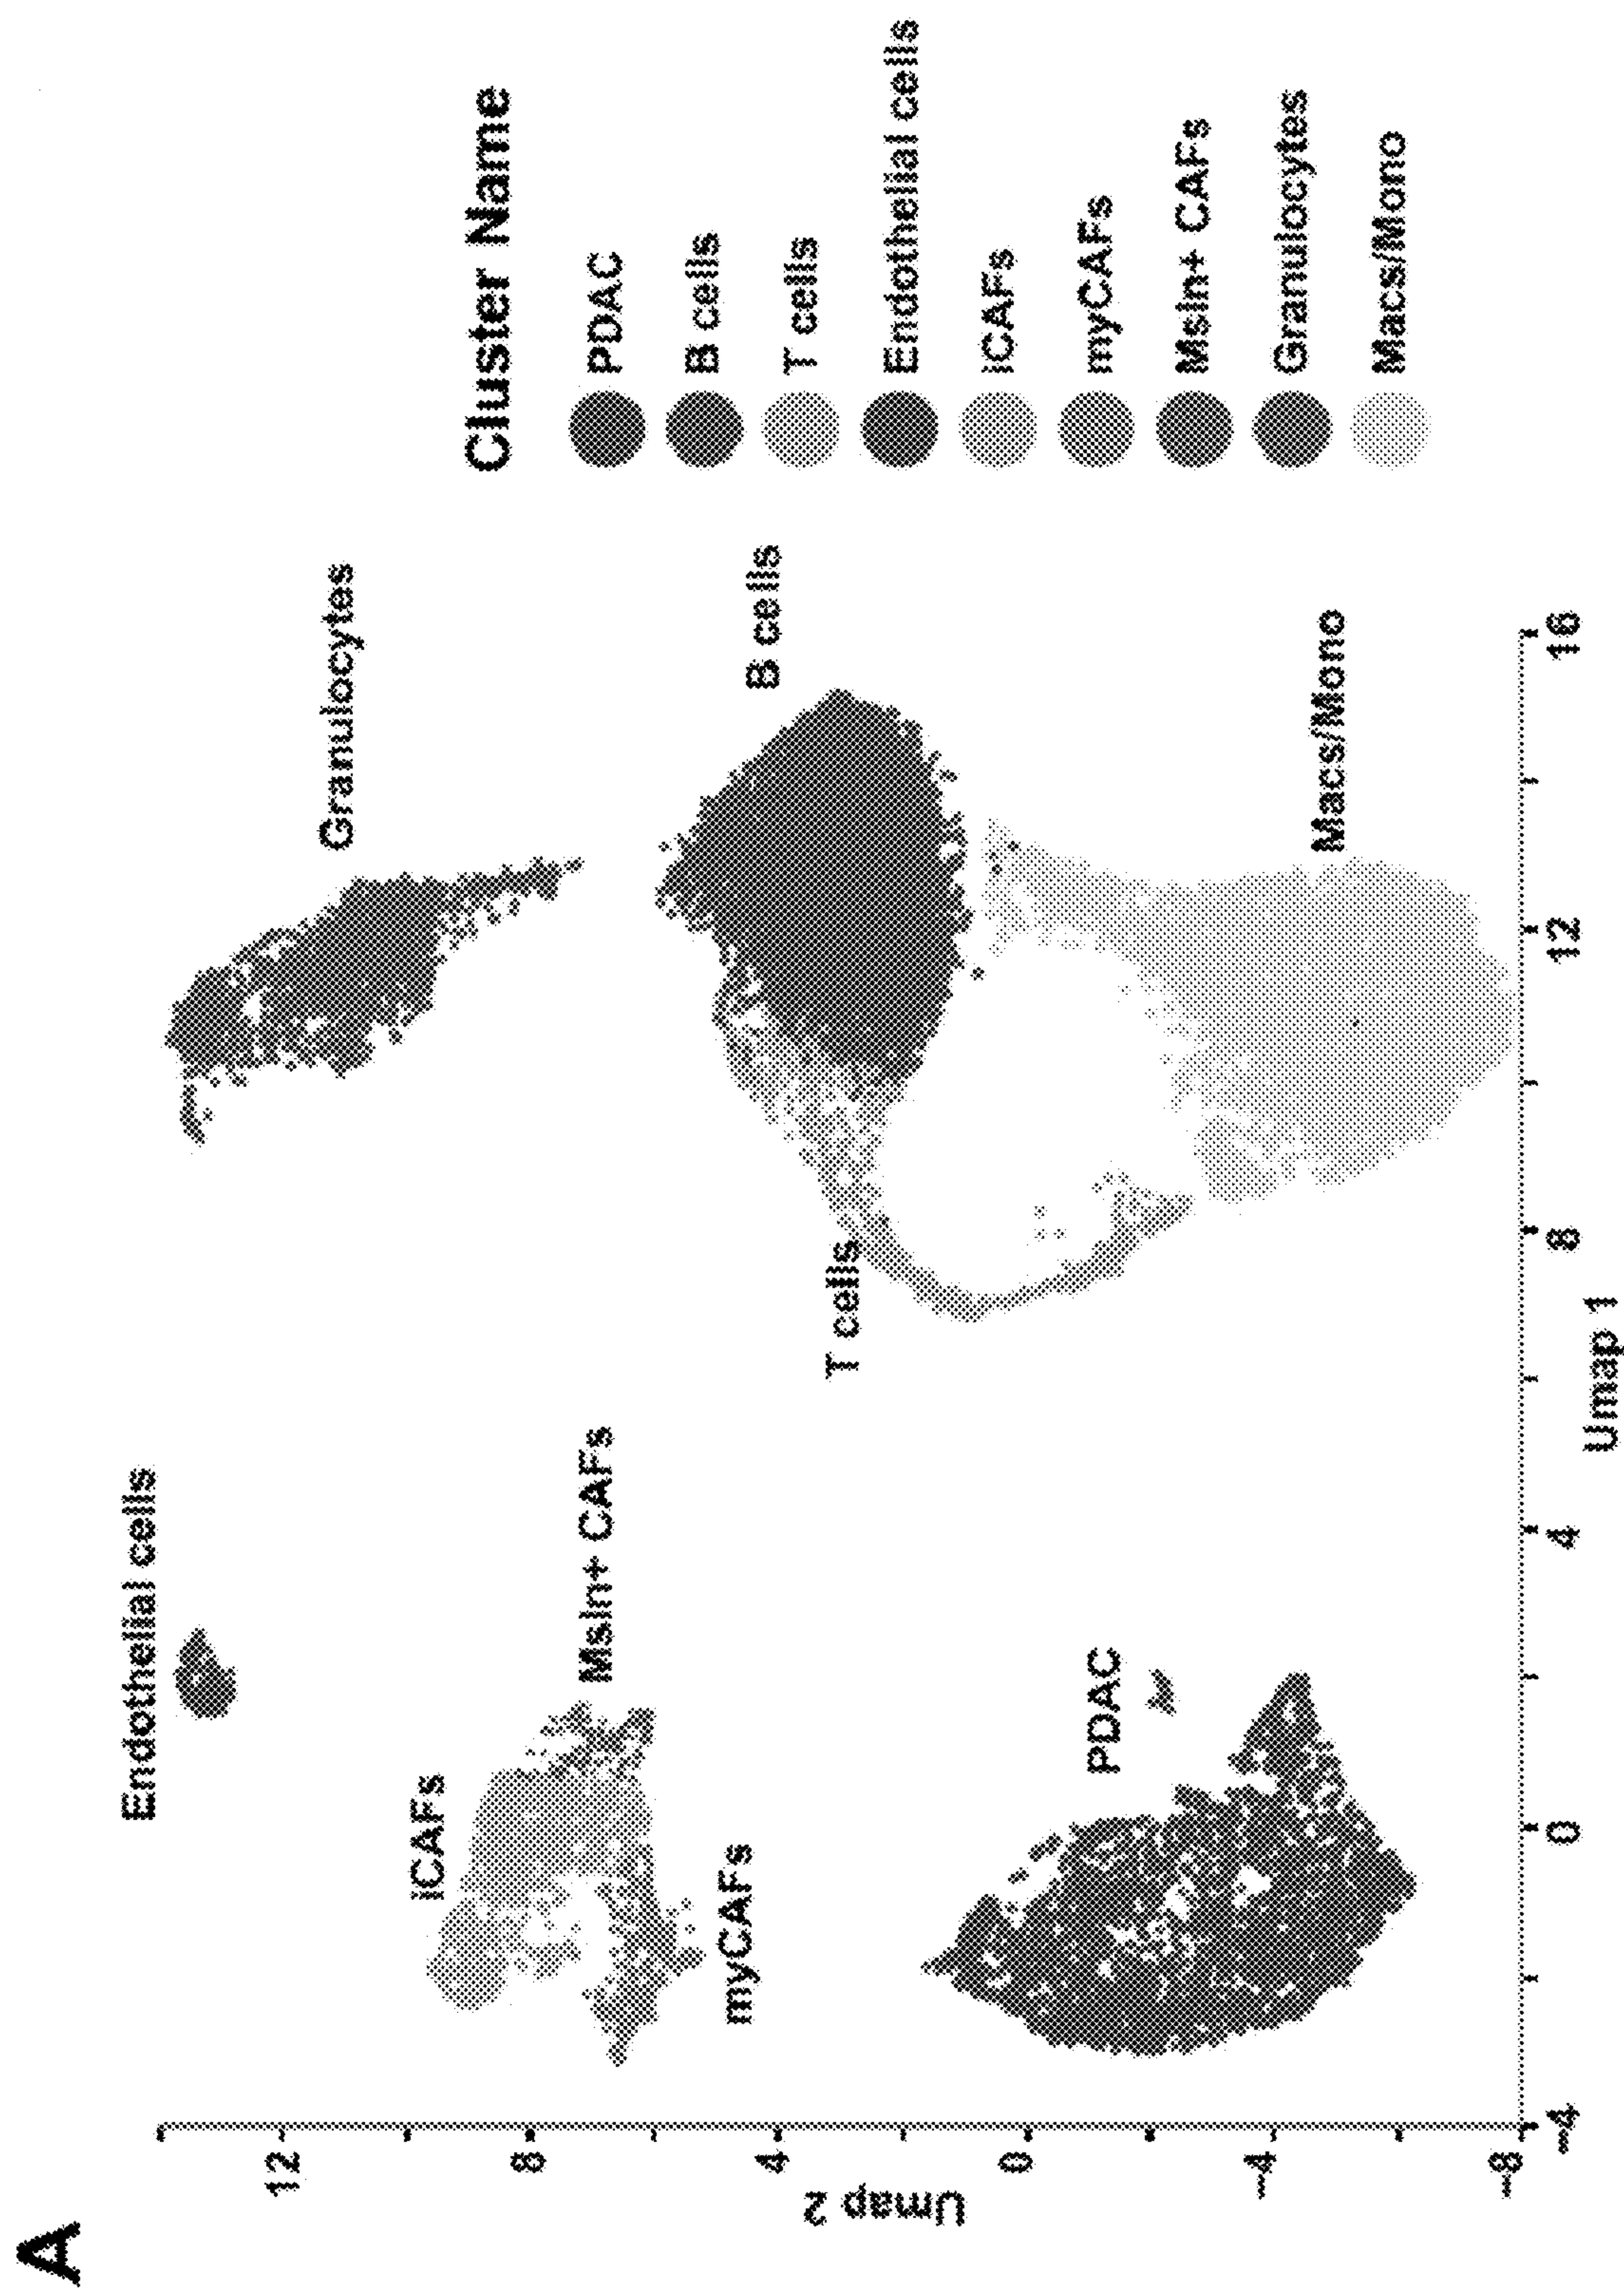 A
Endothelial cells
Granulocytes
iCAFs
Msln+ CAFs
myCAFs
B cells
T cells
PDAC
Macs/Mono
12
8
4
0
-4
-8
Umap 2
-4
0
4
8
12
16
Umap 1
Cluster Name
PDAC
B cells
T cells
Endothelial cells
iCAFs
myCAFs
Msln+ CAFs
Granulocytes
Macs/Mono